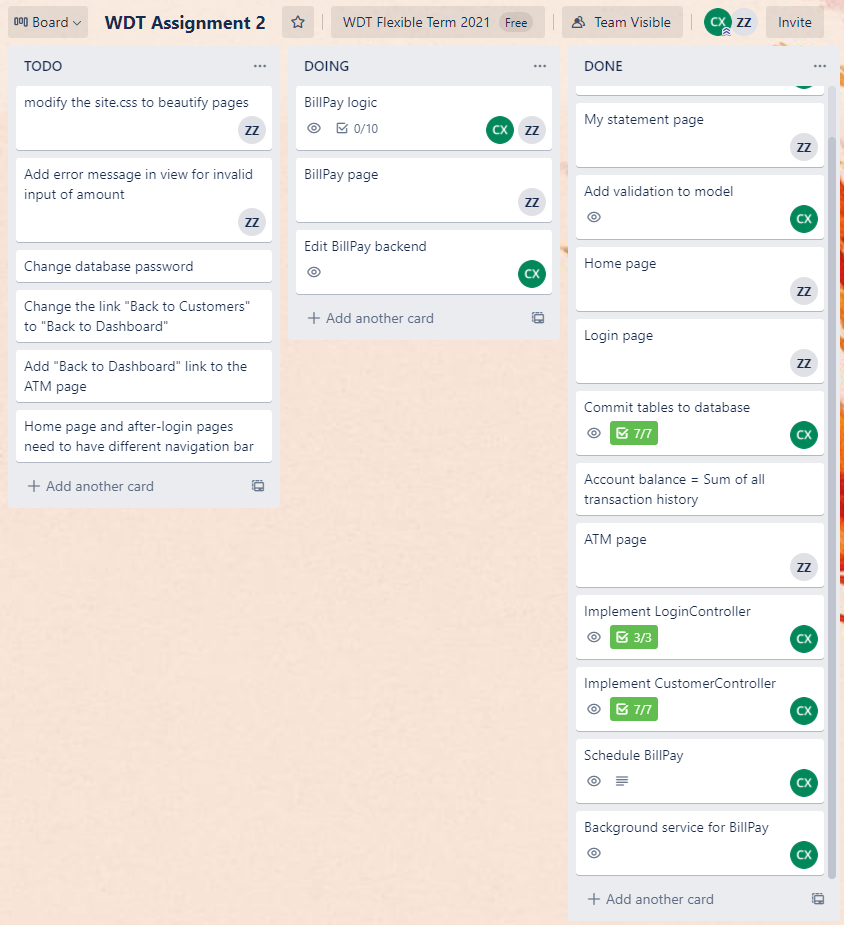 Board
WDT Assignment 2
WDT Flexible Term 2021 Free
Team Visible
CX ZZ
Invite
TODO
modify the site.css to beautify pages
ZZ
Add error message in view for invalid
input of amount
ZZ
Change database password
Change the link "Back to Customers"
to "Back to Dashboard"
Add "Back to Dashboard" link to the
ATM page
Home page and after-login pages
need to have different navigation bar
Add another card
DOING
BillPay logic
0/10
CX ZZ
BillPay page
ZZ
Edit BillPay backend
CX
Add another card
DONE
My statement page
ZZ
Add validation to model
CX
Home page
ZZ
Login page
ZZ
Commit tables to database
7/7
CX
Account balance = Sum of all
transaction history
ATM page
ZZ
Implement LoginController
3/3
CX
Implement CustomerController
7/7
CX
Schedule BillPay
CX
Background service for BillPay
CX
Add another card